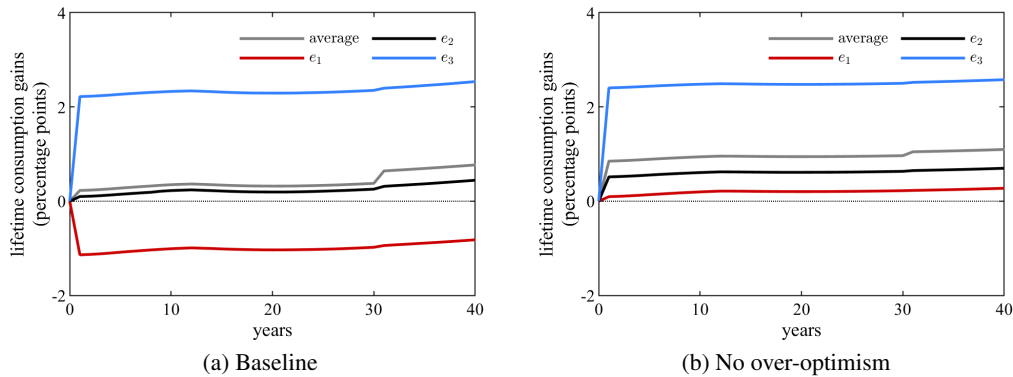 lifetime consumption gains
(percentage points)
4
2
0
-2
average
e₁
e₂
e₃
0
10
20
30
40
years
(a) Baseline
lifetime consumption gains
(percentage points)
4
2
0
-2
average
e₁
e₂
e₃
0
10
20
30
40
years
(b) No over-optimism